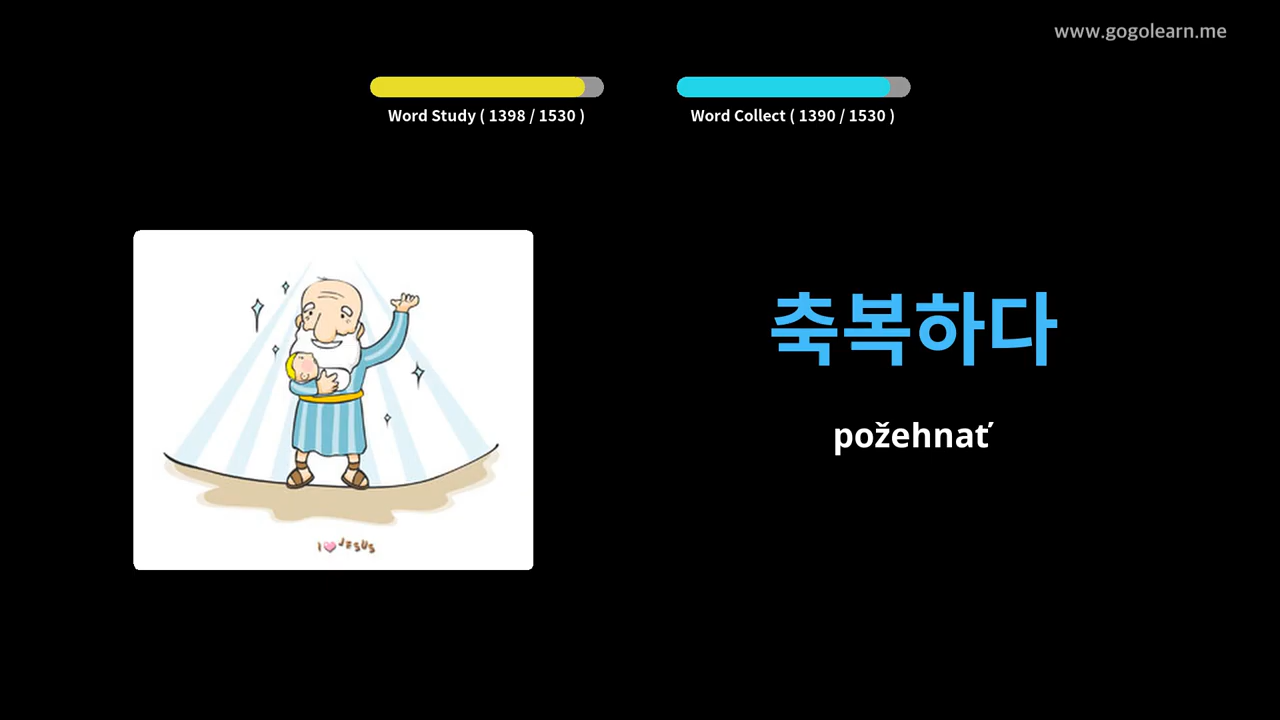 www.gogolearn.me
Word Study ( 1398 / 1530 )
Word Collect ( 1390 / 1530 )
축복하다
požehnať
I ♥ JESUS